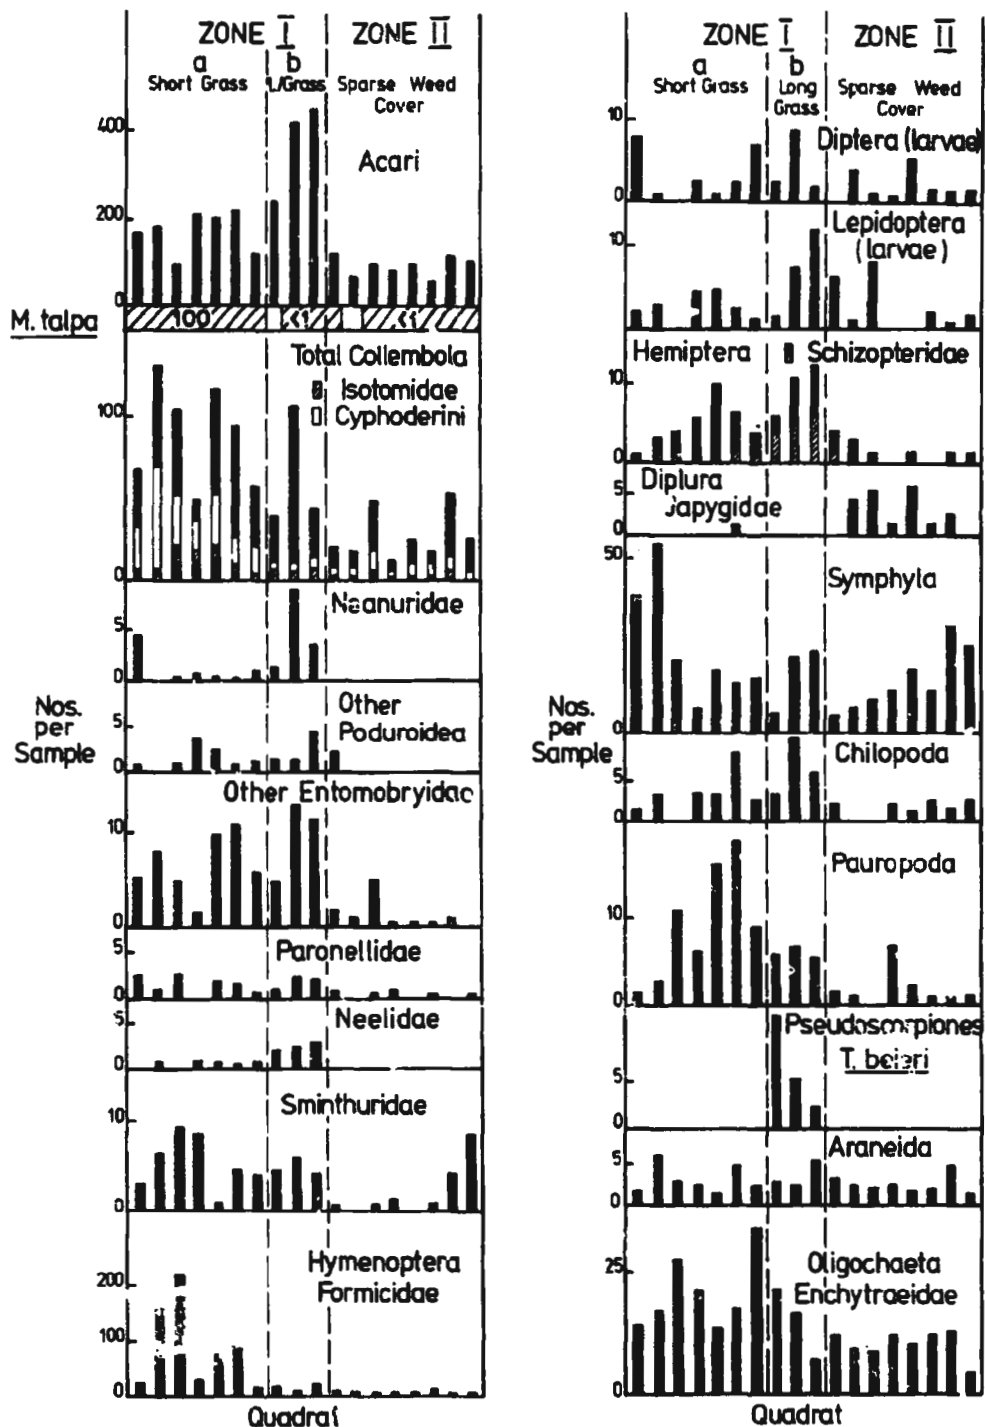 ZONE I ZONE II
a b
Short Grass L/Grass Sparse Weed
Cover
400
Acari
200
0
M. talpa 100 <1 <1
Total Collembola
Isotomidae
100 Cyphoderini
0
Neanuridae
5
0
Other
Poduroidea
5
0
Nos.
per
Sample
Other Entomobryidae
10
0
5 Paronellidae
0
5 Neelidae
0
Sminthuridae
10
0
Hymenoptera
200 Formicidae
100
0
Quadrat
ZONE I ZONE II
a b
Short Grass Long Sparse Weed
Grass Cover
10
Diptera (larvae)
0
Lepidoptera
10 (larvae)
0
Hemiptera Schizopteridae
10
0
Diplura
5 Japygidae
0
50
Symphyla
0
Nos.
per
Sample
Chilopoda
5
0
Pauropoda
10
0
Pseudoscorpiones
T. beieri
5
0
Araneida
5
0
Oligochaeta
25 Enchytraeidae
0
Quadrat